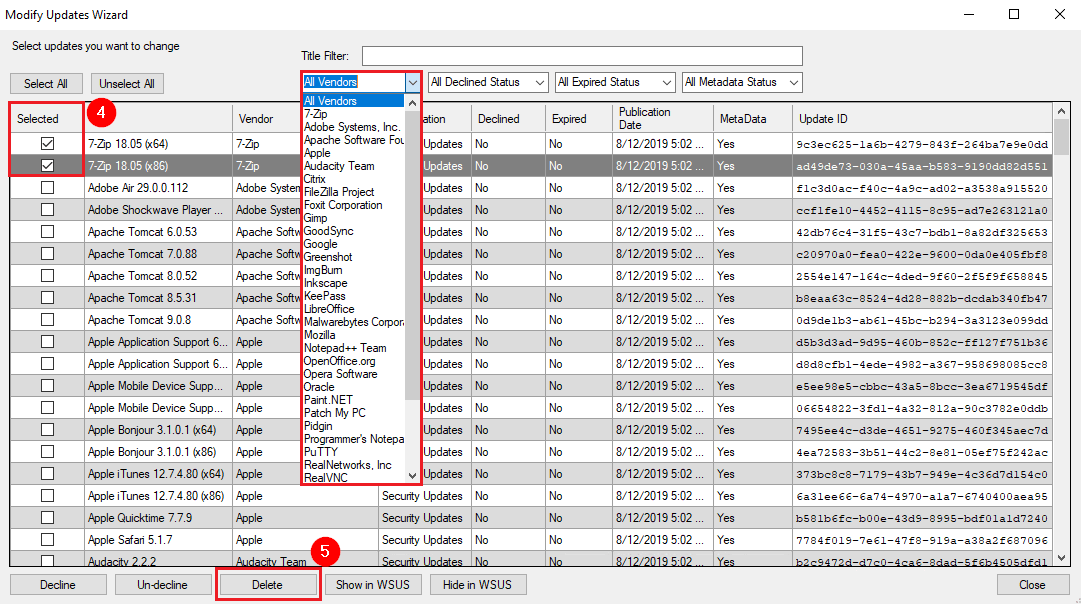 Modify Updates Wizard
Select updates you want to change
Title Filter:
Select All Unselect All All Vendors All Declined Status All Expired Status All Metadata Status
4
Selected Vendor ation Declined Expired Publication Date MetaData Update ID
All Vendors
7-Zip
Adobe Systems, Inc.
Apache Software Fou
Apple
Audacity Team
Citrix
FileZilla Project
Foxit Corporation
Gimp
GoodSync
Google
Greenshot
ImgBurn
Inkscape
KeePass
LibreOffice
Malwarebytes Corpora
Mozilla
Notepad++ Team
OpenOffice.org
Opera Software
Oracle
Paint.NET
Patch My PC
Pidgin
Programmer's Notepa
PuTTY
RealNetworks, Inc
RealVNC
7-Zip 18.05 (x64) 7-Zip Updates No No 8/12/2019 5:02 ... Yes 9c3ec625-1a6b-4279-843f-264ba7e9e0dd
7-Zip 18.05 (x86) 7-Zip Updates No No 8/12/2019 5:02 ... Yes ad49de73-030a-45aa-b583-9190dd82d551
Adobe Air 29.0.0.112 Adobe System Updates No No 8/12/2019 5:02 ... Yes f1c3d0ac-f40c-4a9c-ad02-a3538a915520
Adobe Shockwave Player ... Adobe System Updates No No 8/12/2019 5:02 ... Yes ccf1fe10-4452-4115-8c95-ad7e263121a0
Apache Tomcat 6.0.53 Apache Softw Updates No No 8/12/2019 5:02 ... Yes 42db76c4-31f5-43c7-bdb1-8a82df325653
Apache Tomcat 7.0.88 Apache Softw Updates No No 8/12/2019 5:02 ... Yes c20970a0-fea0-422e-9600-0da0e405fbf8
Apache Tomcat 8.0.52 Apache Softw Updates No No 8/12/2019 5:02 ... Yes 2554e147-164c-4ded-9f60-2f5f9f658845
Apache Tomcat 8.5.31 Apache Softw Updates No No 8/12/2019 5:02 ... Yes b8eaa63c-8524-4d28-882b-dcdab340fb47
Apache Tomcat 9.0.8 Apache Softw Updates No No 8/12/2019 5:02 ... Yes 0d9de1b3-ab61-45bc-b294-3a3123e099dd
Apple Application Support 6... Apple Updates No No 8/12/2019 5:02 ... Yes d5b3d3ad-9d95-460b-852c-ff127f751b36
Apple Application Support 6... Apple Updates No No 8/12/2019 5:02 ... Yes d8d8cfb1-4ede-4982-a367-958698085cc8
Apple Mobile Device Supp... Apple Updates No No 8/12/2019 5:02 ... Yes e5ee98e5-cbbc-43a5-8bcc-3ea6719545df
Apple Mobile Device Supp... Apple Updates No No 8/12/2019 5:02 ... Yes 06654822-3fd1-4a32-812a-90c3782e0ddb
Apple Bonjour 3.1.0.1 (x64) Apple Updates No No 8/12/2019 5:02 ... Yes 7495ee4c-d3de-4651-9275-460f345aec7d
Apple Bonjour 3.1.0.1 (x86) Apple Updates No No 8/12/2019 5:02 ... Yes 4ea72583-3b51-44c2-8e81-05ef75f242ac
Apple iTunes 12.7.4.80 (x64) Apple Updates No No 8/12/2019 5:02 ... Yes 373bc8c8-7179-43b7-949e-4c36d7d154c0
Apple iTunes 12.7.4.80 (x86) Apple Security Updates No No 8/12/2019 5:02 ... Yes 6a31ee66-6a74-4970-a1a7-6740400aea95
Apple Quicktime 7.7.9 Apple Security Updates No No 8/12/2019 5:02 ... Yes b581b6fc-b00e-43d9-8995-bdf01a1d7240
Apple Safari 5.1.7 Apple Security Updates No No 8/12/2019 5:02 ... Yes 7784f019-7e61-47f8-919a-a38a2f687096
Audacity 2.2.2 Audacity Team Security Updates No No 8/12/2019 5:02 ... Yes b2c9472d-d7c0-4ca6-8dad-5f6b4505dfd1
5
Decline Un-decline Delete Show in WSUS Hide in WSUS Close